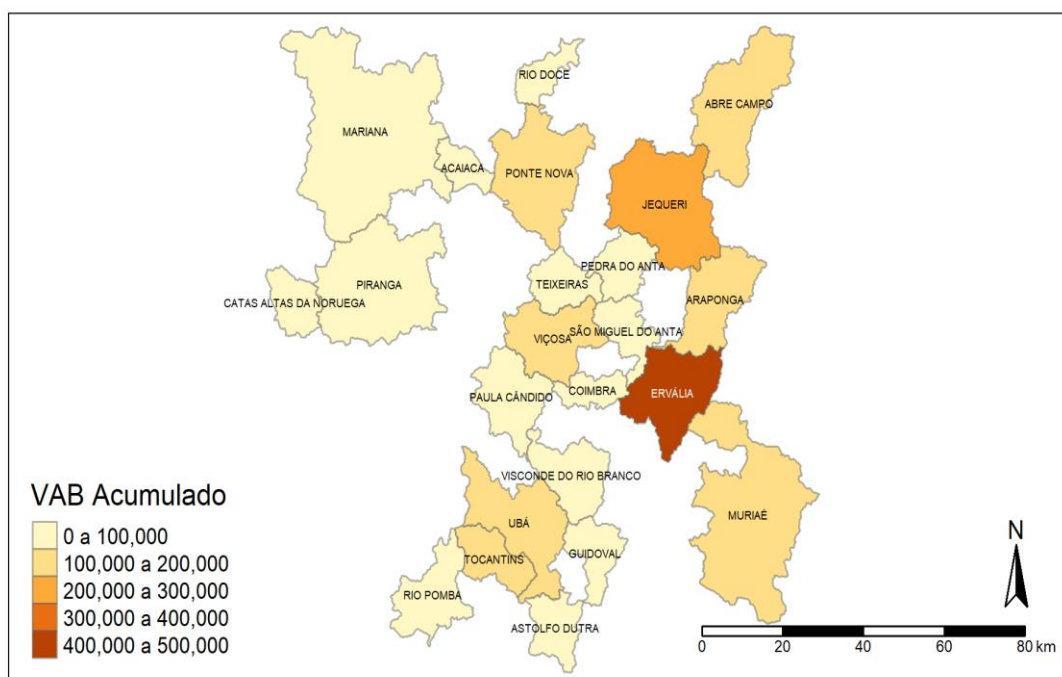 RIO DOCE
ABRE CAMPO
MARIANA
ACAIACA
PONTE NOVA
JEQUERI
PEDRA DO ANTA
PIRANGA
TEIXEIRAS
CATAS ALTAS DA NORUEGA
ARAPONGA
VIÇOSA
SÃO MIGUEL DO ANTA
COIMBRA
ERVÁLIA
PAULA CÂNDIDO
VISCONDE DO RIO BRANCO
UBÁ
MURIAÉ
TOCANTINS
GUIDOVAL
RIO POMBA
ASTOLFO DUTRA
VAB Acumulado
0 a 100,000
100,000 a 200,000
200,000 a 300,000
300,000 a 400,000
400,000 a 500,000
N
0 20 40 60 80 km